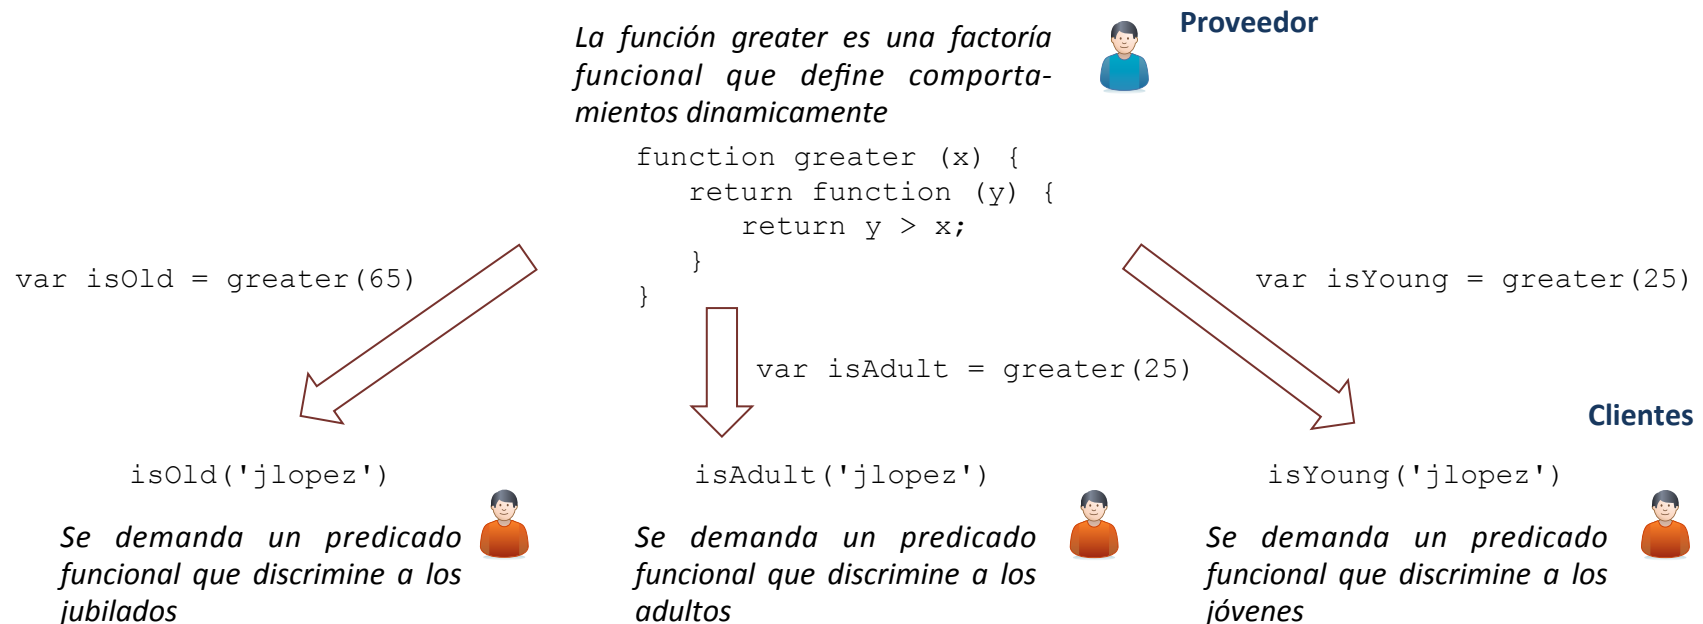 Proveedor
La función greater es una factoría
funcional que define comporta-
mientos dinamicamente
function greater (x) {
return function (y) {
return y > x;
}
}
var isOld = greater(65)
var isYoung = greater(25)
var isAdult = greater(25)
Clientes
isOld('jlopez')
Se demanda un predicado
funcional que discrimine a los
jubilados
isAdult('jlopez')
Se demanda un predicado
funcional que discrimine a los
adultos
isYoung('jlopez')
Se demanda un predicado
funcional que discrimine a los
jóvenes